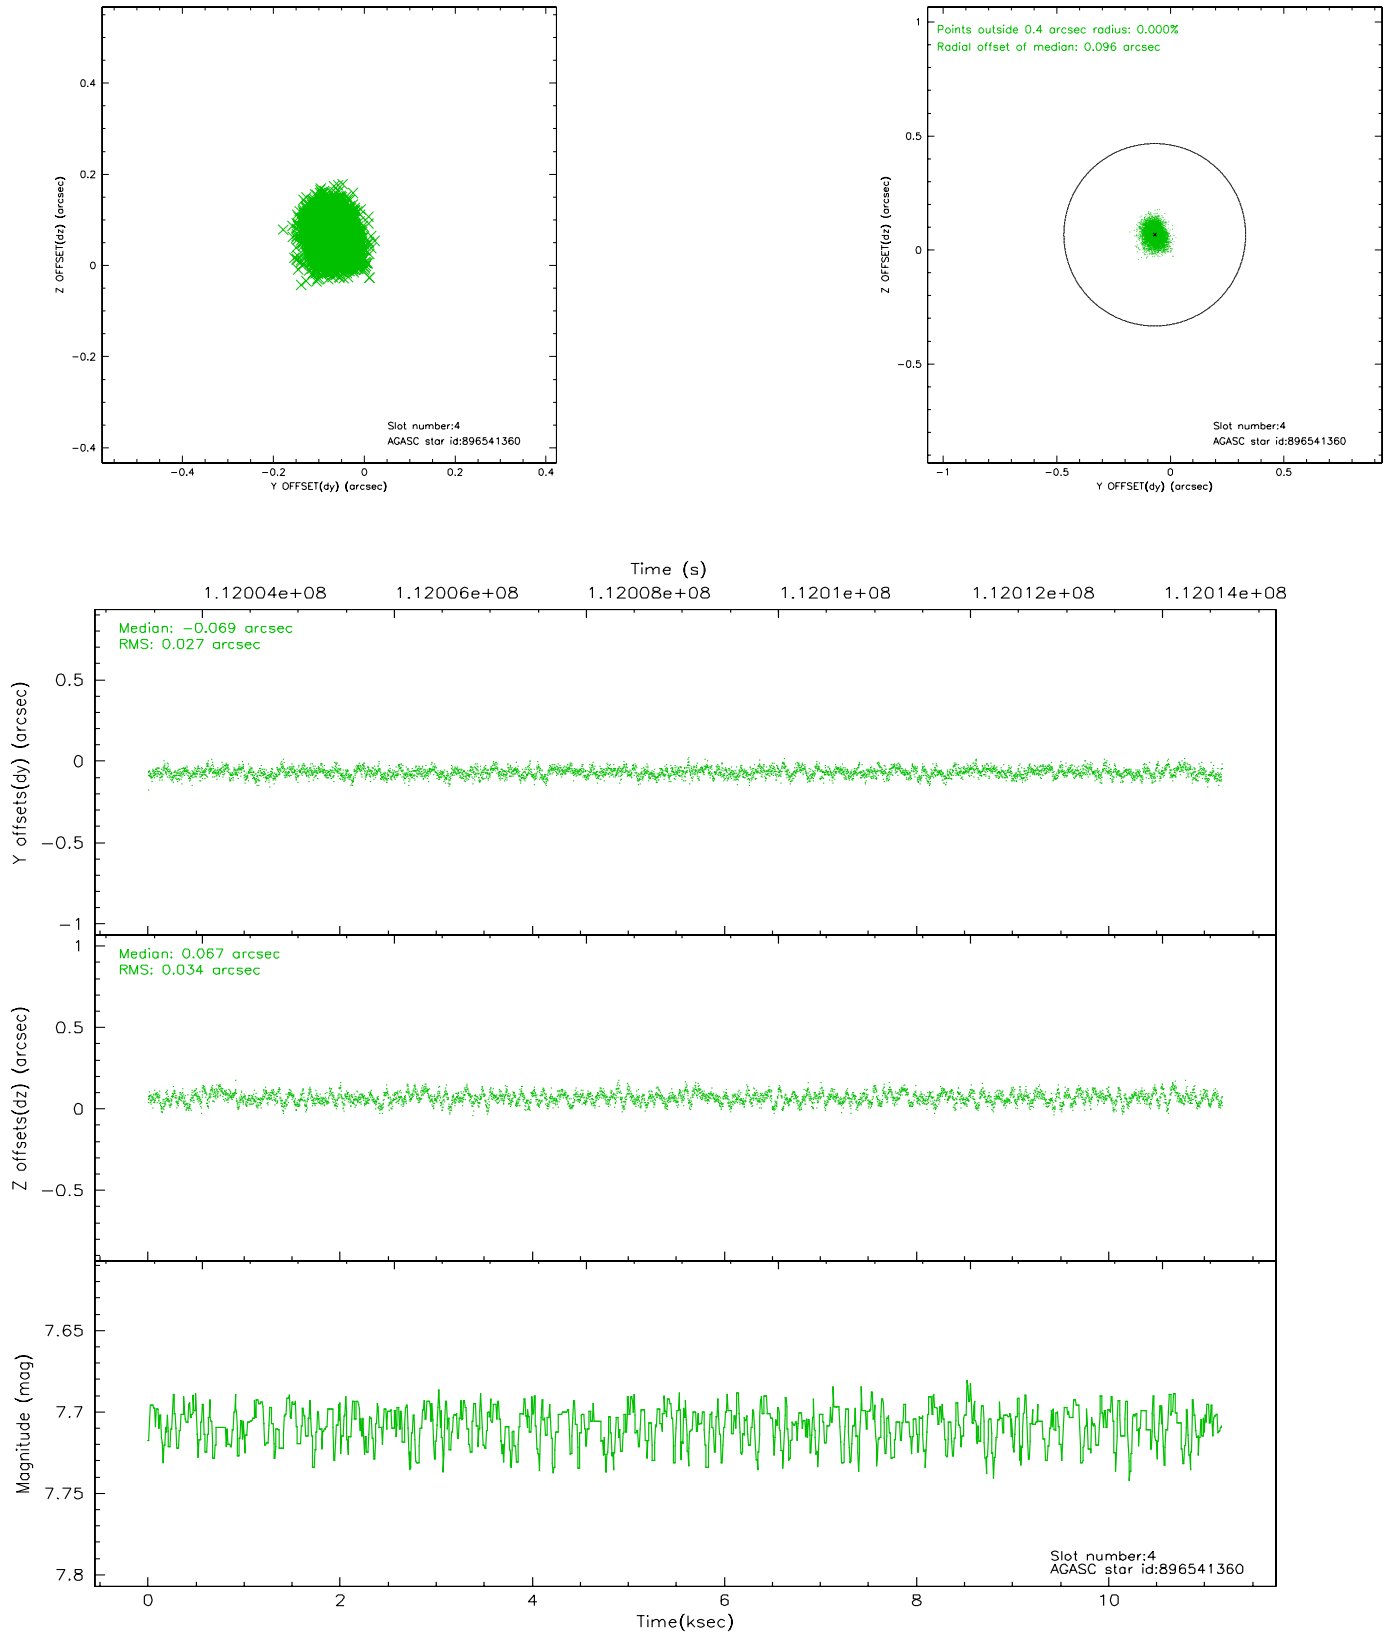 0.4
0.2
0
−0.2
−0.4
Z OFFSET(dz) (arcsec)
Slot number:4
AGASC star id:896541360
−0.4 −0.2 0 0.2 0.4
Y OFFSET(dy) (arcsec)
Points outside 0.4 arcsec radius: 0.000%
Radial offset of median: 0.096 arcsec
1
0.5
0
−0.5
Z OFFSET(dz) (arcsec)
Slot number:4
AGASC star id:896541360
−1 −0.5 0 0.5
Y OFFSET(dy) (arcsec)
Time (s)
1.12004e+08 1.12006e+08 1.12008e+08 1.1201e+08 1.12012e+08 1.12014e+08
Median: −0.069 arcsec
RMS: 0.027 arcsec
0.5
0
−0.5
−1
Y offsets(dy) (arcsec)
Median: 0.067 arcsec
RMS: 0.034 arcsec
1
0.5
0
−0.5
Z offsets(dz) (arcsec)
7.65
7.7
7.75
7.8
Magnitude (mag)
Slot number:4
AGASC star id:896541360
0 2 4 6 8 10
Time(ksec)